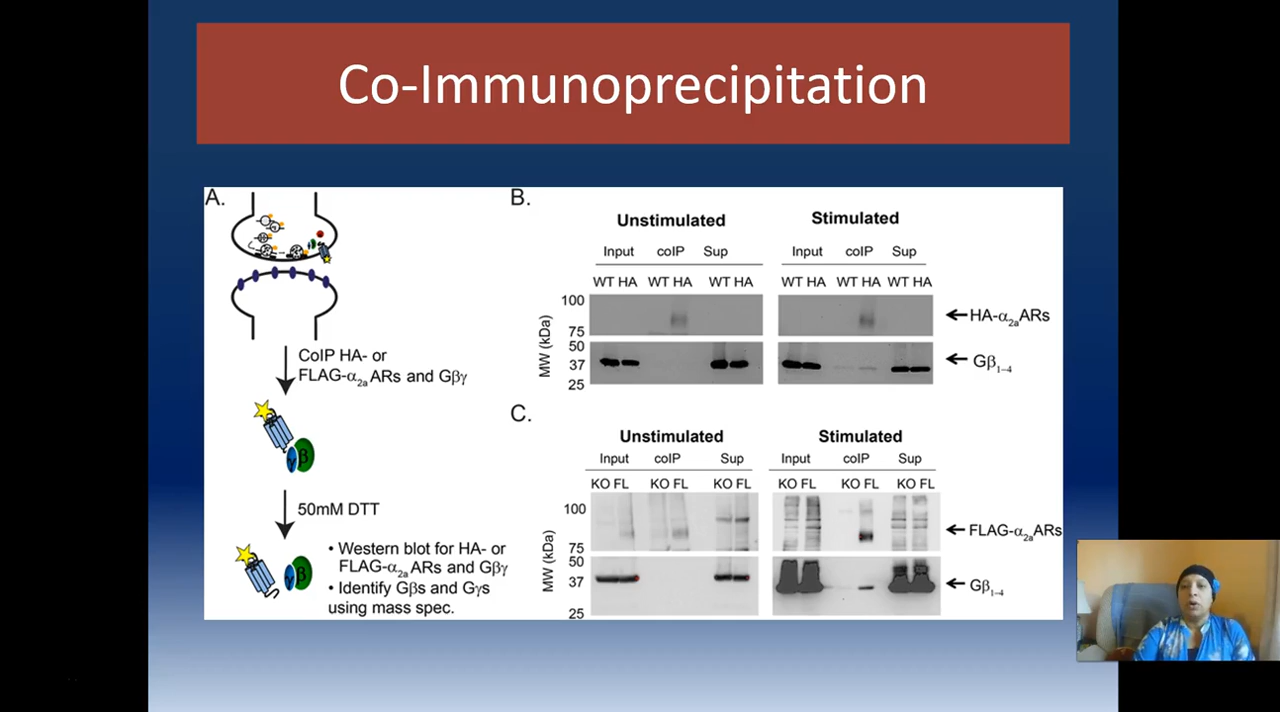 Co-Immunoprecipitation
A.
CoIP HA- or
FLAG-α2a ARs and Gβγ
γ β
50mM DTT
γ β
• Western blot for HA- or
FLAG-α2a ARs and Gβγ
• Identify Gβs and Gγs
using mass spec.
B.
Unstimulated Stimulated
Input coIP Sup Input coIP Sup
WT HA WT HA WT HA WT HA WT HA WT HA
MW (kDa)
100
75
50
37
25
HA-α2aARs
Gβ1–4
C.
Unstimulated Stimulated
Input coIP Sup Input coIP Sup
KO FL KO FL KO FL KO FL KO FL KO FL
MW (kDa)
100
75
50
37
25
FLAG-α2aARs
Gβ1–4